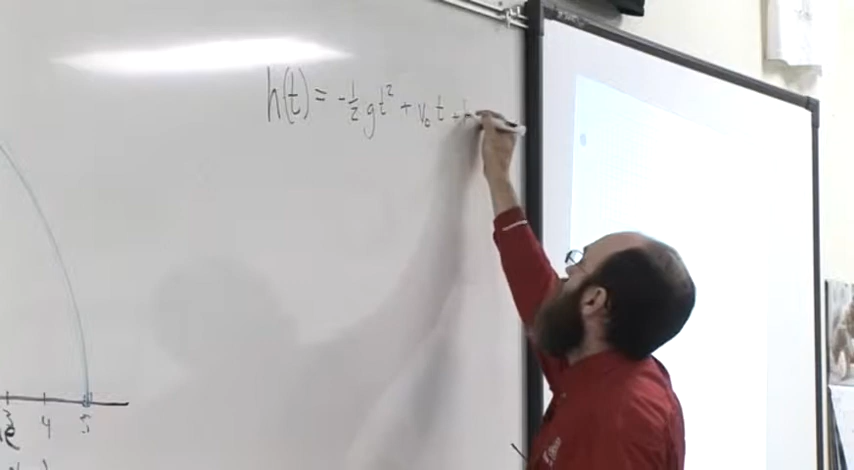 h(t) = -½gt² + v₀t + h
3 4 5